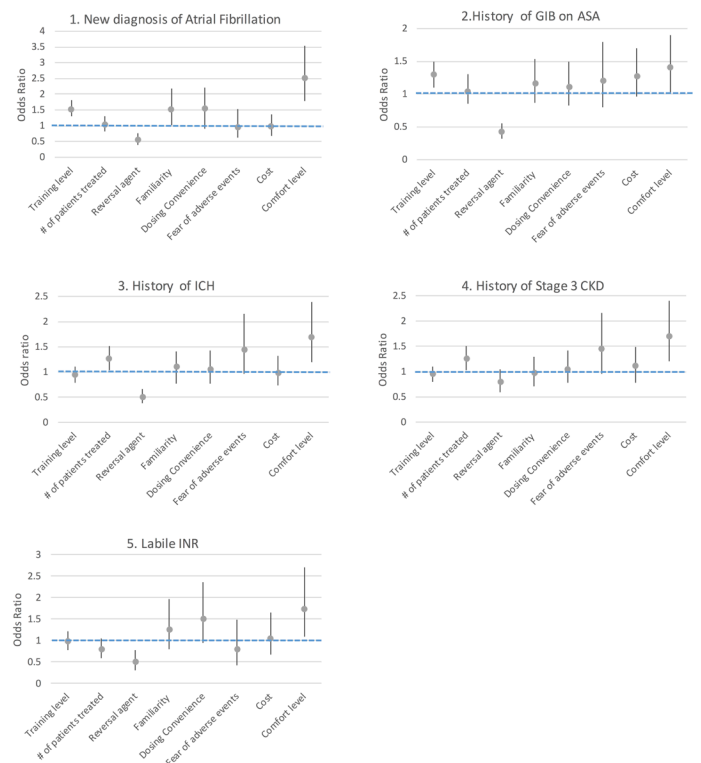 1. New diagnosis of Atrial Fibrillation
Odds Ratio
4
3.5
3
2.5
2
1.5
1
0.5
0
Training level
# of patients treated
Reversal agent
Familiarity
Dosing Convenience
Fear of adverse events
Cost
Comfort level
2.History of GIB on ASA
Odds Ratio
2
1.5
1
0.5
0
Training level
# of patients treated
Reversal agent
Familiarity
Dosing Convenience
Fear of adverse events
Cost
Comfort level
3. History of ICH
Odds ratio
2.5
2
1.5
1
0.5
0
Training level
# of patients treated
Reversal agent
Familiarity
Dosing Convenience
Fear of adverse events
Cost
Comfort level
4. History of Stage 3 CKD
Odds Ratio
2.5
2
1.5
1
0.5
0
Training level
# of patients treated
Reversal agent
Familiarity
Dosing Convenience
Fear of adverse events
Cost
Comfort level
5. Labile INR
Odds Ratio
3
2.5
2
1.5
1
0.5
0
Training level
# of patients treated
Reversal agent
Familiarity
Dosing Convenience
Fear of adverse events
Cost
Comfort level